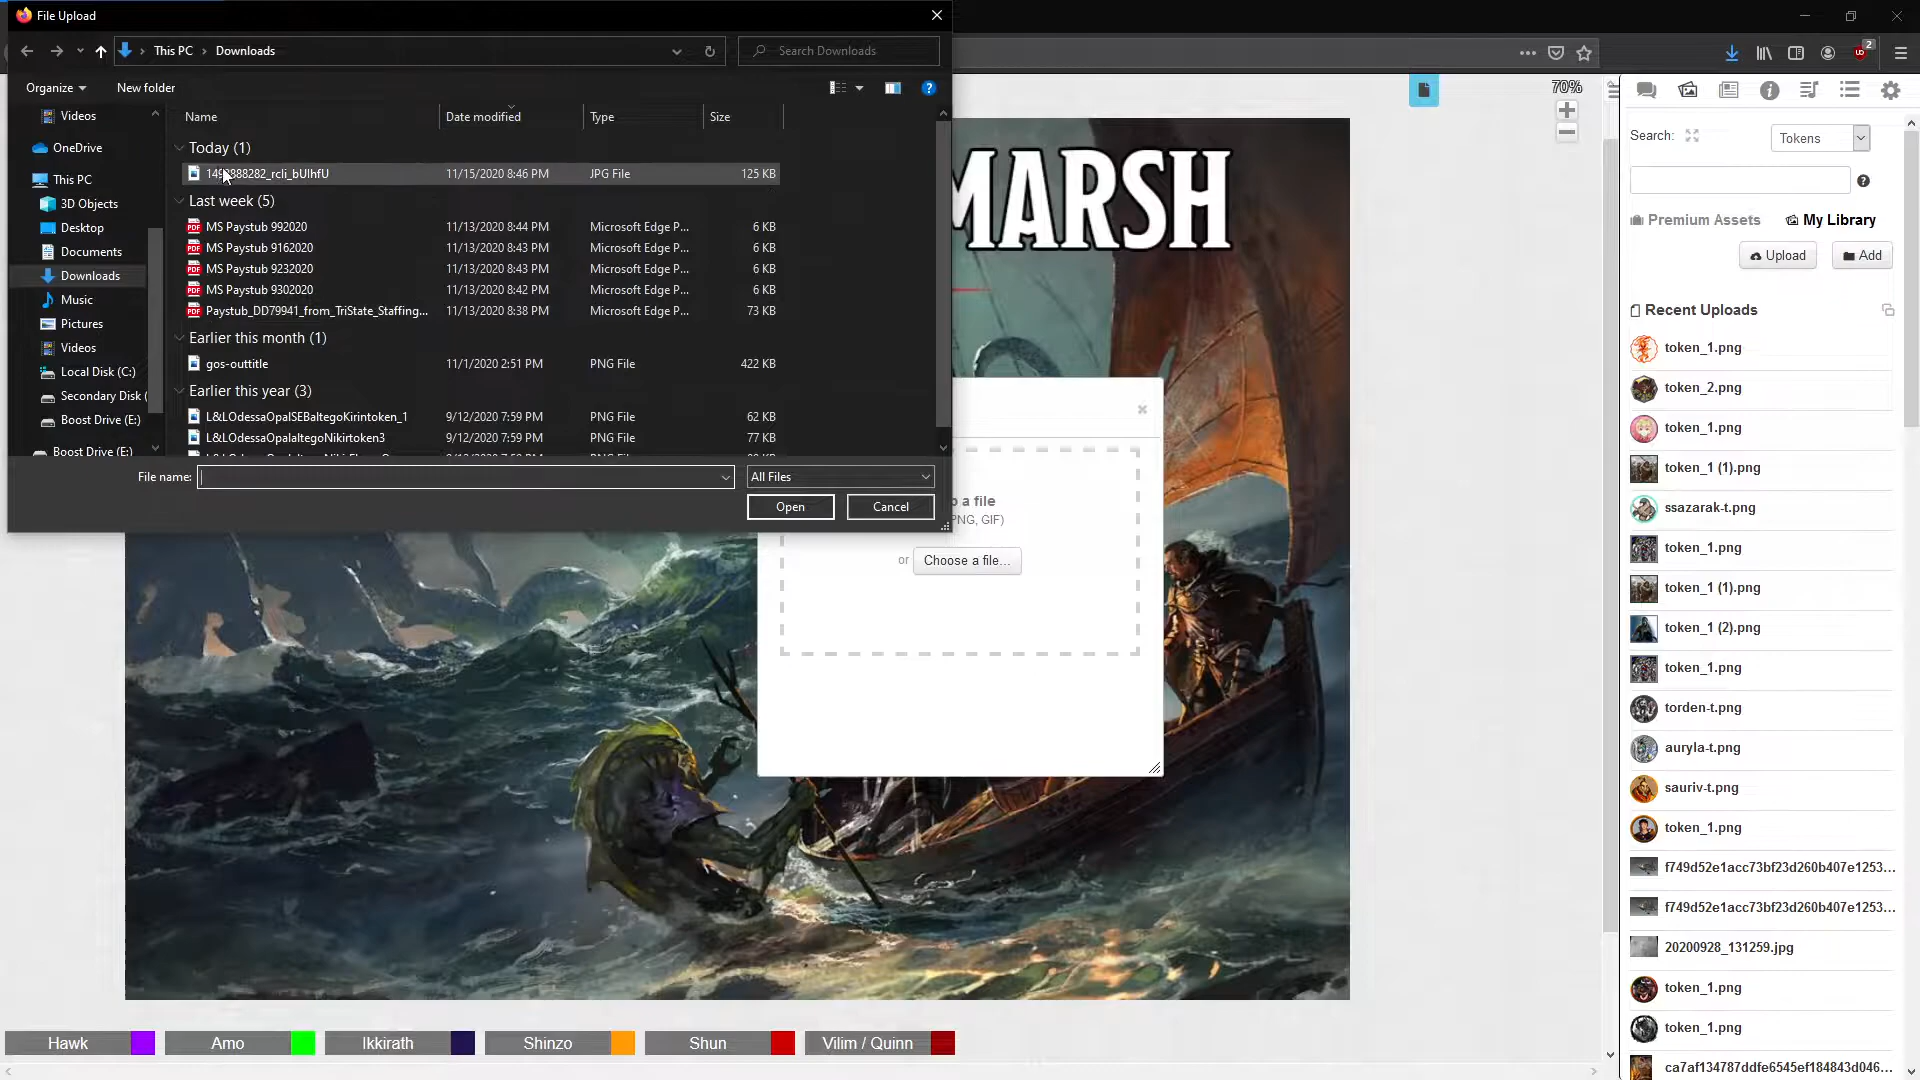 File Upload
This PC
Downloads
Search Downloads
Organize
New folder
Name
Date modified
Type
Size
Videos
OneDrive
This PC
3D Objects
Desktop
Documents
Downloads
Music
Pictures
Videos
Local Disk (C:)
Secondary Disk (
Boost Drive (E:)
Boost Drive (E:)
Today (1)
11/15/2020 8:46 PM
JPG File
125 KB
Last week (5)
MS Paystub 992020
11/13/2020 8:44 PM
Microsoft Edge P...
6 KB
MS Paystub 9162020
11/13/2020 8:43 PM
Microsoft Edge P...
6 KB
MS Paystub 9232020
11/13/2020 8:43 PM
Microsoft Edge P...
6 KB
MS Paystub 9302020
11/13/2020 8:42 PM
Microsoft Edge P...
6 KB
Paystub_DD79941_from_TriState_Staffing...
11/13/2020 8:38 PM
Microsoft Edge P...
73 KB
Earlier this month (1)
gos-outtitle
11/1/2020 2:51 PM
PNG File
422 KB
Earlier this year (3)
L&LOdessaOpalSEBaltegoKirintoken_1
9/12/2020 7:59 PM
PNG File
62 KB
L&LOdessaOpalaltegoNikirtoken3
9/12/2020 7:59 PM
PNG File
77 KB
File name:
All Files
Open
Cancel
MARSH
p a file
PNG, GIF)
or
Choose a file...
70%
2
Search:
Tokens
Premium Assets
My Library
Upload
Add
Recent Uploads
token_1.png
token_2.png
token_1.png
token_1 (1).png
ssazarak-t.png
token_1.png
token_1 (1).png
token_1 (2).png
token_1.png
torden-t.png
auryla-t.png
sauriv-t.png
token_1.png
f749d52e1acc73bf23d260b407e1253...
f749d52e1acc73bf23d260b407e1253...
20200928_131259.jpg
token_1.png
token_1.png
ca7af134787ddfe6545ef184843d046...
Hawk
Amo
Ikkirath
Shinzo
Shun
Vilim / Quinn